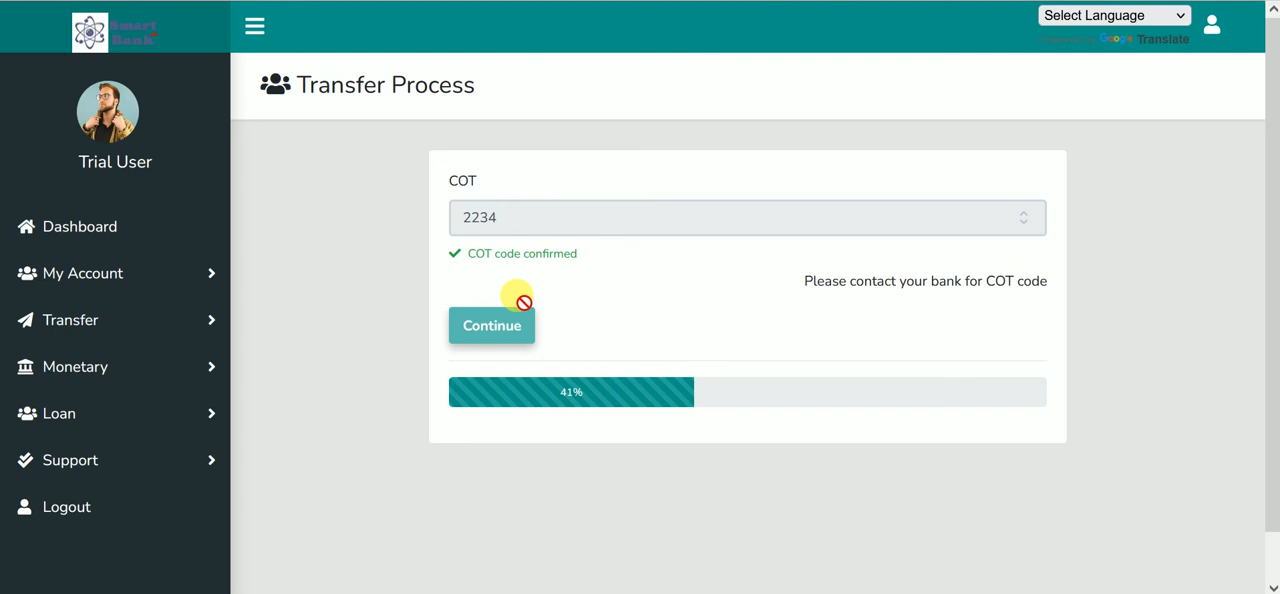 Smart
Bank
Select Language
Google Translate
Transfer Process
Trial User
COT
2234
COT code confirmed
Please contact your bank for COT code
Continue
41%
Dashboard
My Account
Transfer
Monetary
Loan
Support
Logout